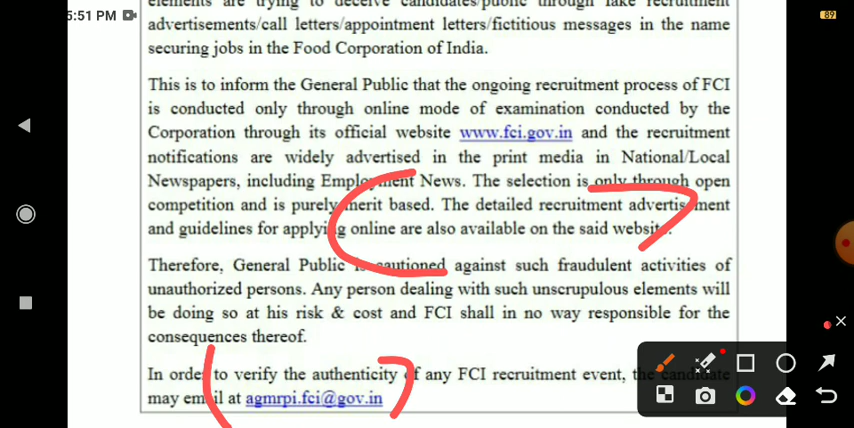 5:51 PM
89
elements are trying to deceive candidates/public through fake recruitment
advertisements/call letters/appointment letters/fictitious messages in the name
securing jobs in the Food Corporation of India.
This is to inform the General Public that the ongoing recruitment process of FCI
is conducted only through online mode of examination conducted by the
Corporation through its official website www.fci.gov.in and the recruitment
notifications are widely advertised in the print media in National/Local
Newspapers, including Employment News. The selection is only through open
competition and is purely merit based. The detailed recruitment advertisement
and guidelines for applying online are also available on the said website.
Therefore, General Public is cautioned against such fraudulent activities of
unauthorized persons. Any person dealing with such unscrupulous elements will
be doing so at his risk & cost and FCI shall in no way responsible for the
consequences thereof.
In order to verify the authenticity of any FCI recruitment event, the candidate
may email at agmrpi.fci@gov.in